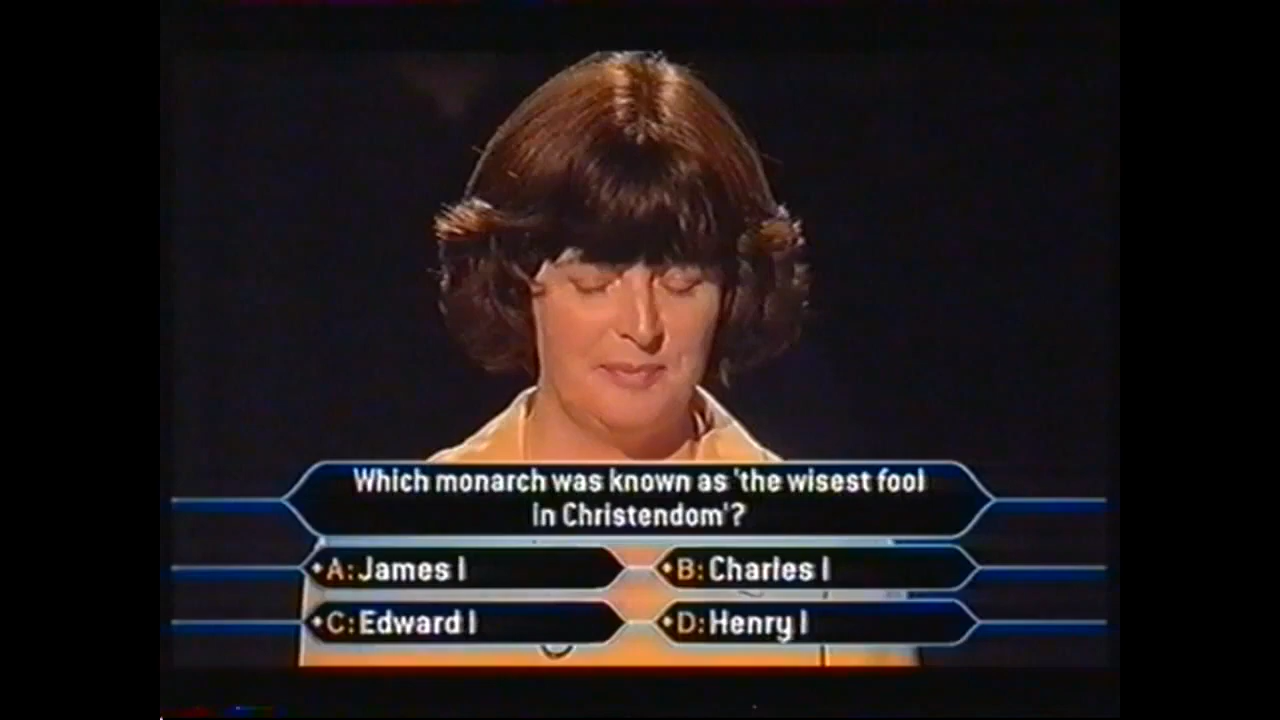 Which monarch was known as 'the wisest fool
in Christendom'?
A: James I
B: Charles I
C: Edward I
D: Henry I